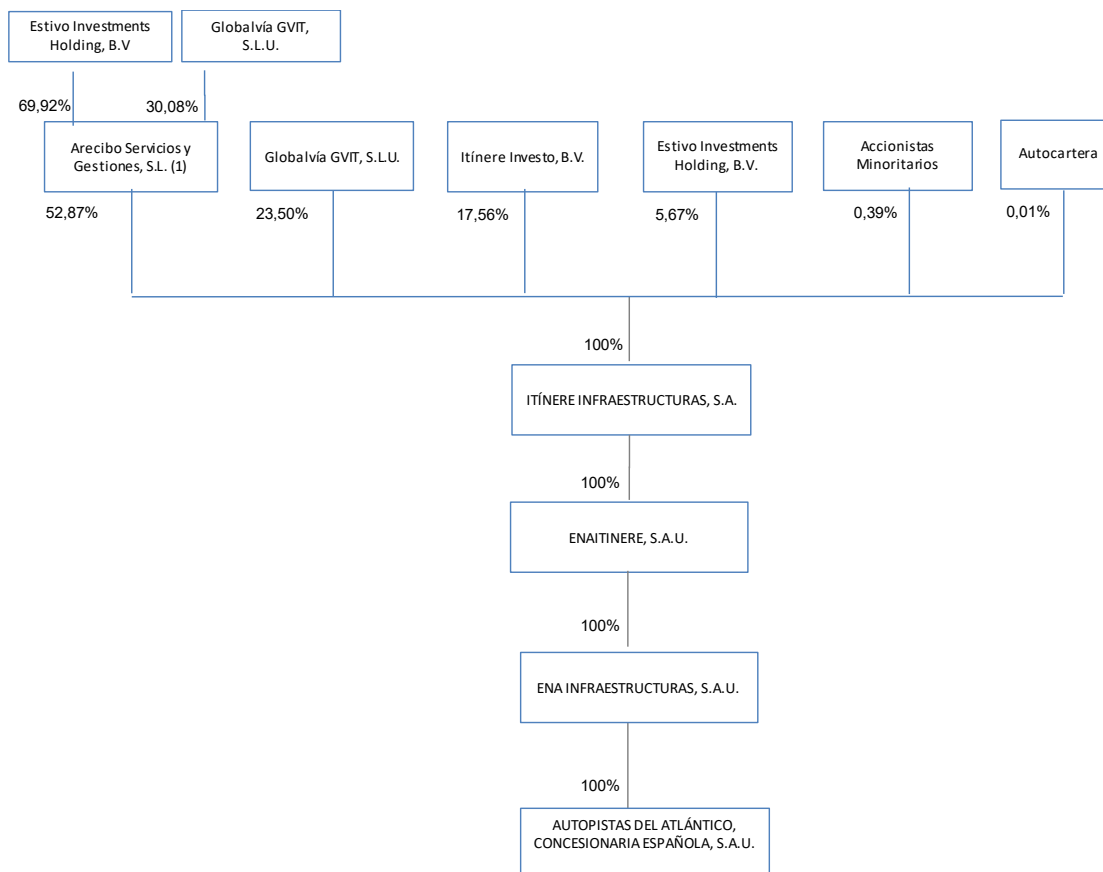 Estivo Investments
Holding, B.V
Globalvía GVIT,
S.L.U.
69,92%
30,08%
Arecibo Servicios y
Gestiones, S.L. (1)
Globalvía GVIT, S.L.U.
Itínere Investo, B.V.
Estivo Investments
Holding, B.V.
Accionistas
Minoritarios
Autocartera
52,87%
23,50%
17,56%
5,67%
0,39%
0,01%
100%
ITÍNERE INFRAESTRUCTURAS, S.A.
100%
ENAITINERE, S.A.U.
100%
ENA INFRAESTRUCTURAS, S.A.U.
100%
AUTOPISTAS DEL ATLÁNTICO,
CONCESIONARIA ESPAÑOLA, S.A.U.